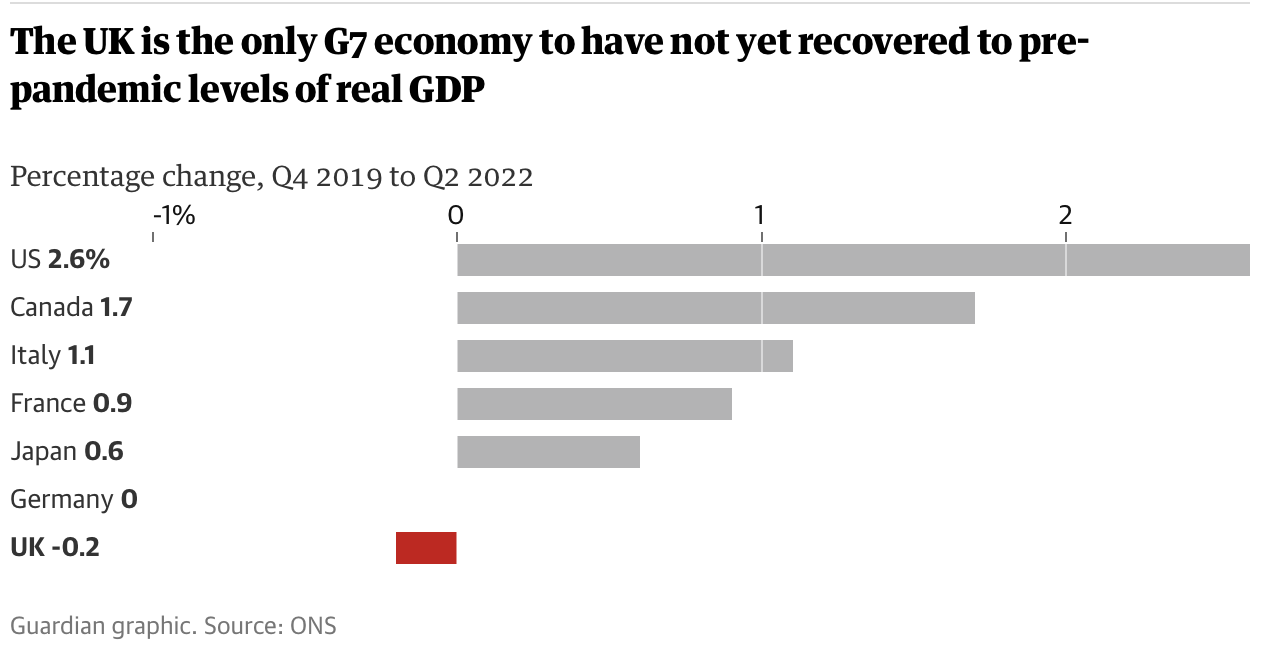 The UK is the only G7 economy to have not yet recovered to pre-
pandemic levels of real GDP
Percentage change, Q4 2019 to Q2 2022
-1% 0 1 2
US 2.6%
Canada 1.7
Italy 1.1
France 0.9
Japan 0.6
Germany 0
UK -0.2
Guardian graphic. Source: ONS